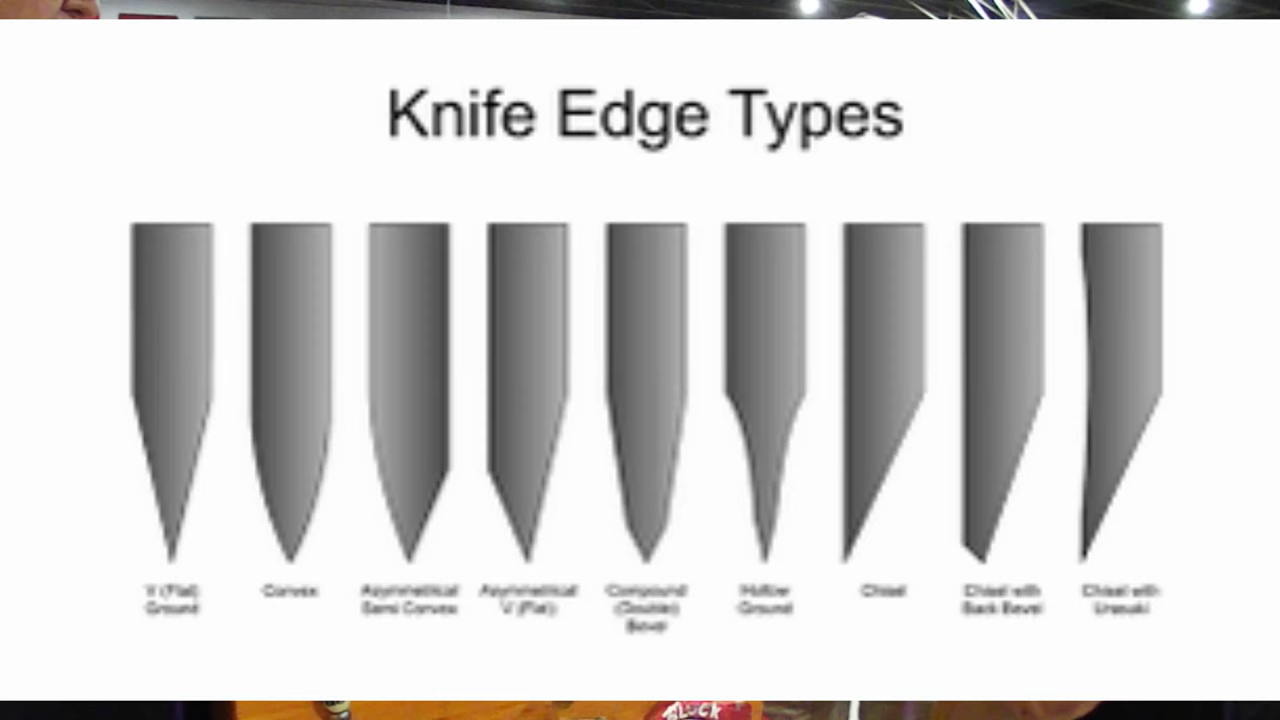 Knife Edge Types
V (Flat)
Ground
Convex
Asymmetrical
Semi Convex
Asymmetrical
V (Flat)
Compound
(Double)
Bevel
Hollow
Ground
Chisel
Chisel with
Back Bevel
Chisel with
Urasuki
BLOCK